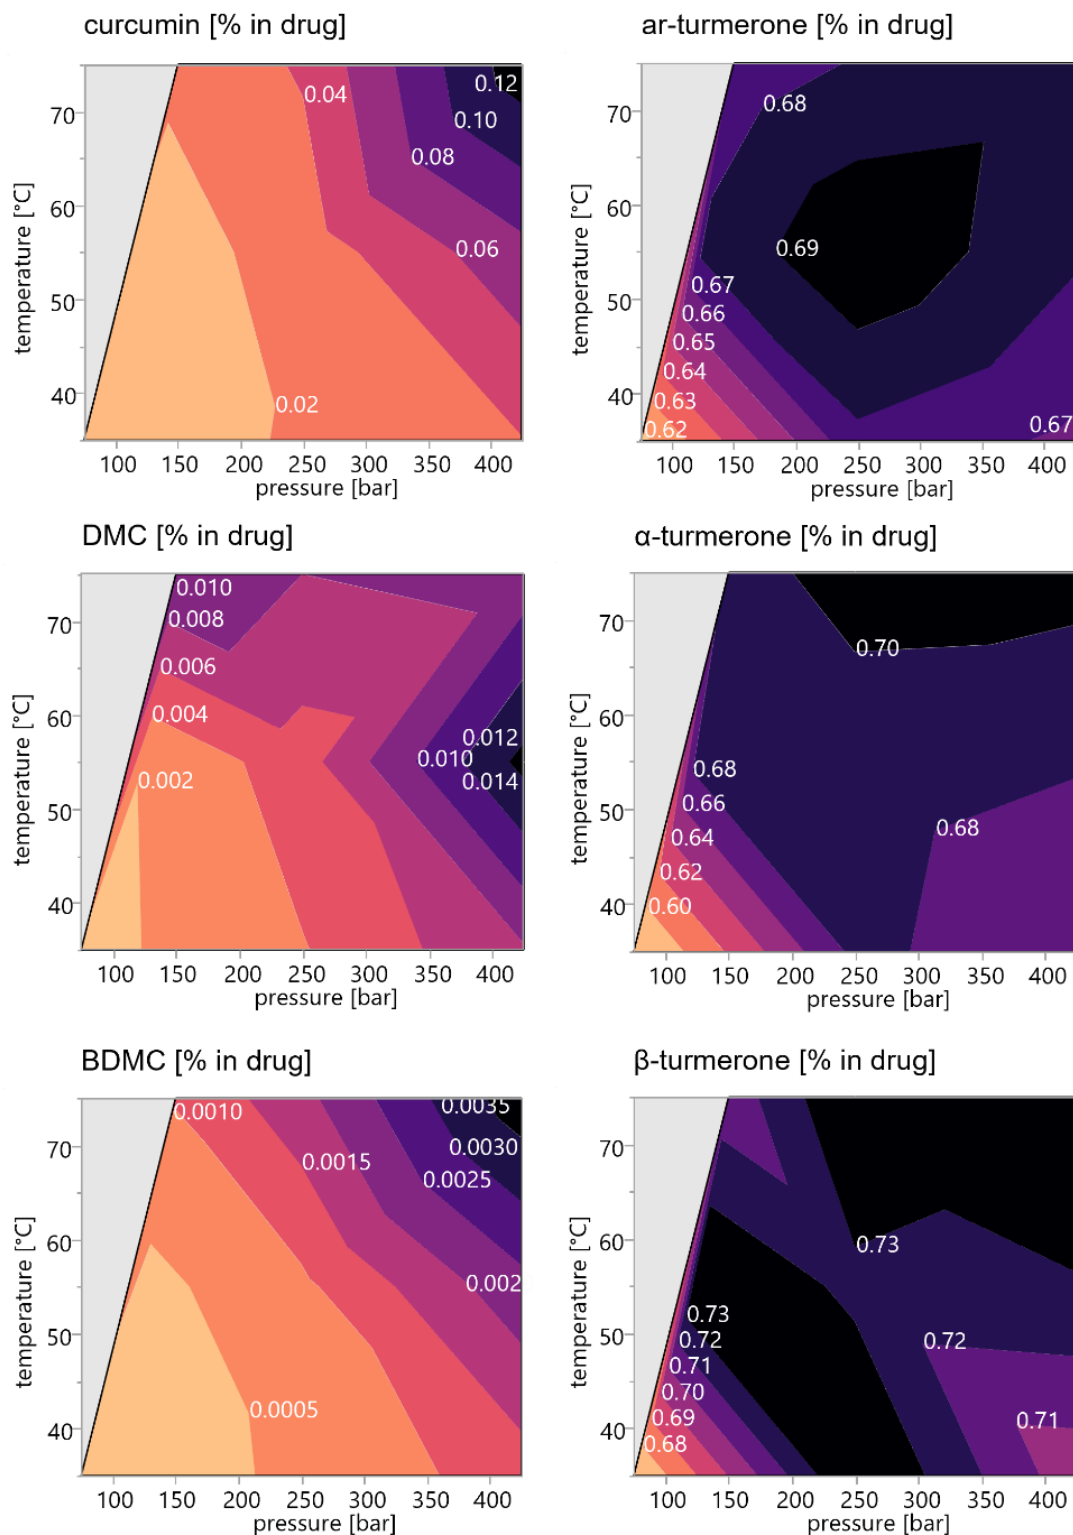 curcumin [% in drug]
ar-turmerone [% in drug]
temperature [°C]
70
60
50
40
0.12
0.04
0.10
0.08
0.06
0.02
100 150 200 250 300 350 400
pressure [bar]
temperature [°C]
70
60
50
40
0.68
0.69
0.67
0.66
0.65
0.64
0.63
0.62
0.67
100 150 200 250 300 350 400
pressure [bar]
DMC [% in drug]
α-turmerone [% in drug]
temperature [°C]
70
60
50
40
0.010
0.008
0.006
0.004
0.012
0.010
0.002
0.014
100 150 200 250 300 350 400
pressure [bar]
temperature [°C]
70
60
50
40
0.70
0.68
0.66
0.68
0.64
0.62
0.60
100 150 200 250 300 350 400
pressure [bar]
BDMC [% in drug]
β-turmerone [% in drug]
temperature [°C]
70
60
50
40
0.0035
0.0010
0.0030
0.0015
0.0025
0.002
0.0005
100 150 200 250 300 350 400
pressure [bar]
temperature [°C]
70
60
50
40
0.73
0.73
0.72
0.72
0.71
0.70
0.69
0.71
0.68
100 150 200 250 300 350 400
pressure [bar]